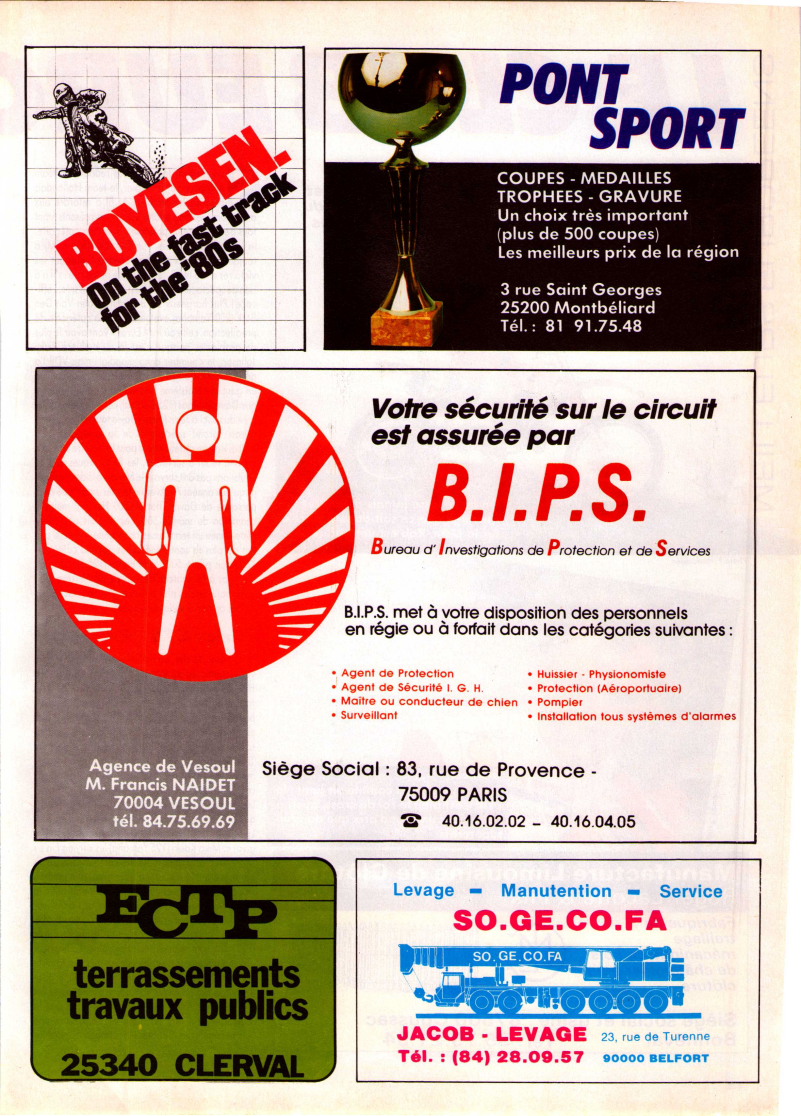 BOYESEN.
On the fast track
for the '80s
PONT
SPORT
COUPES - MEDAILLES
TROPHEES - GRAVURE
Un choix très important
(plus de 500 coupes)
Les meilleurs prix de la région
3 rue Saint Georges
25200 Montbéliard
Tél. : 81 91.75.48
Votre sécurité sur le circuit
est assurée par
B.I.P.S.
Bureau d'Investigations de Protection et de Services
B.I.P.S. met à votre disposition des personnels
en régie ou à forfait dans les catégories suivantes :
• Agent de Protection
• Agent de Sécurité I. G. H.
• Maître ou conducteur de chien
• Surveillant
• Huissier - Physionomiste
• Protection (Aéroportuaire)
• Pompier
• Installation tous systèmes d'alarmes
Agence de Vesoul
M. Francis NAIDET
70004 VESOUL
tél. 84.75.69.69
Siège Social : 83, rue de Provence -
75009 PARIS
☎ 40.16.02.02 - 40.16.04.05
ECTP
terrassements
travaux publics
25340 CLERVAL
Levage - Manutention - Service
SO.GE.CO.FA
SO.GE.CO.FA
JACOB - LEVAGE 23, rue de Turenne
Tél. : (84) 28.09.57 90000 BELFORT